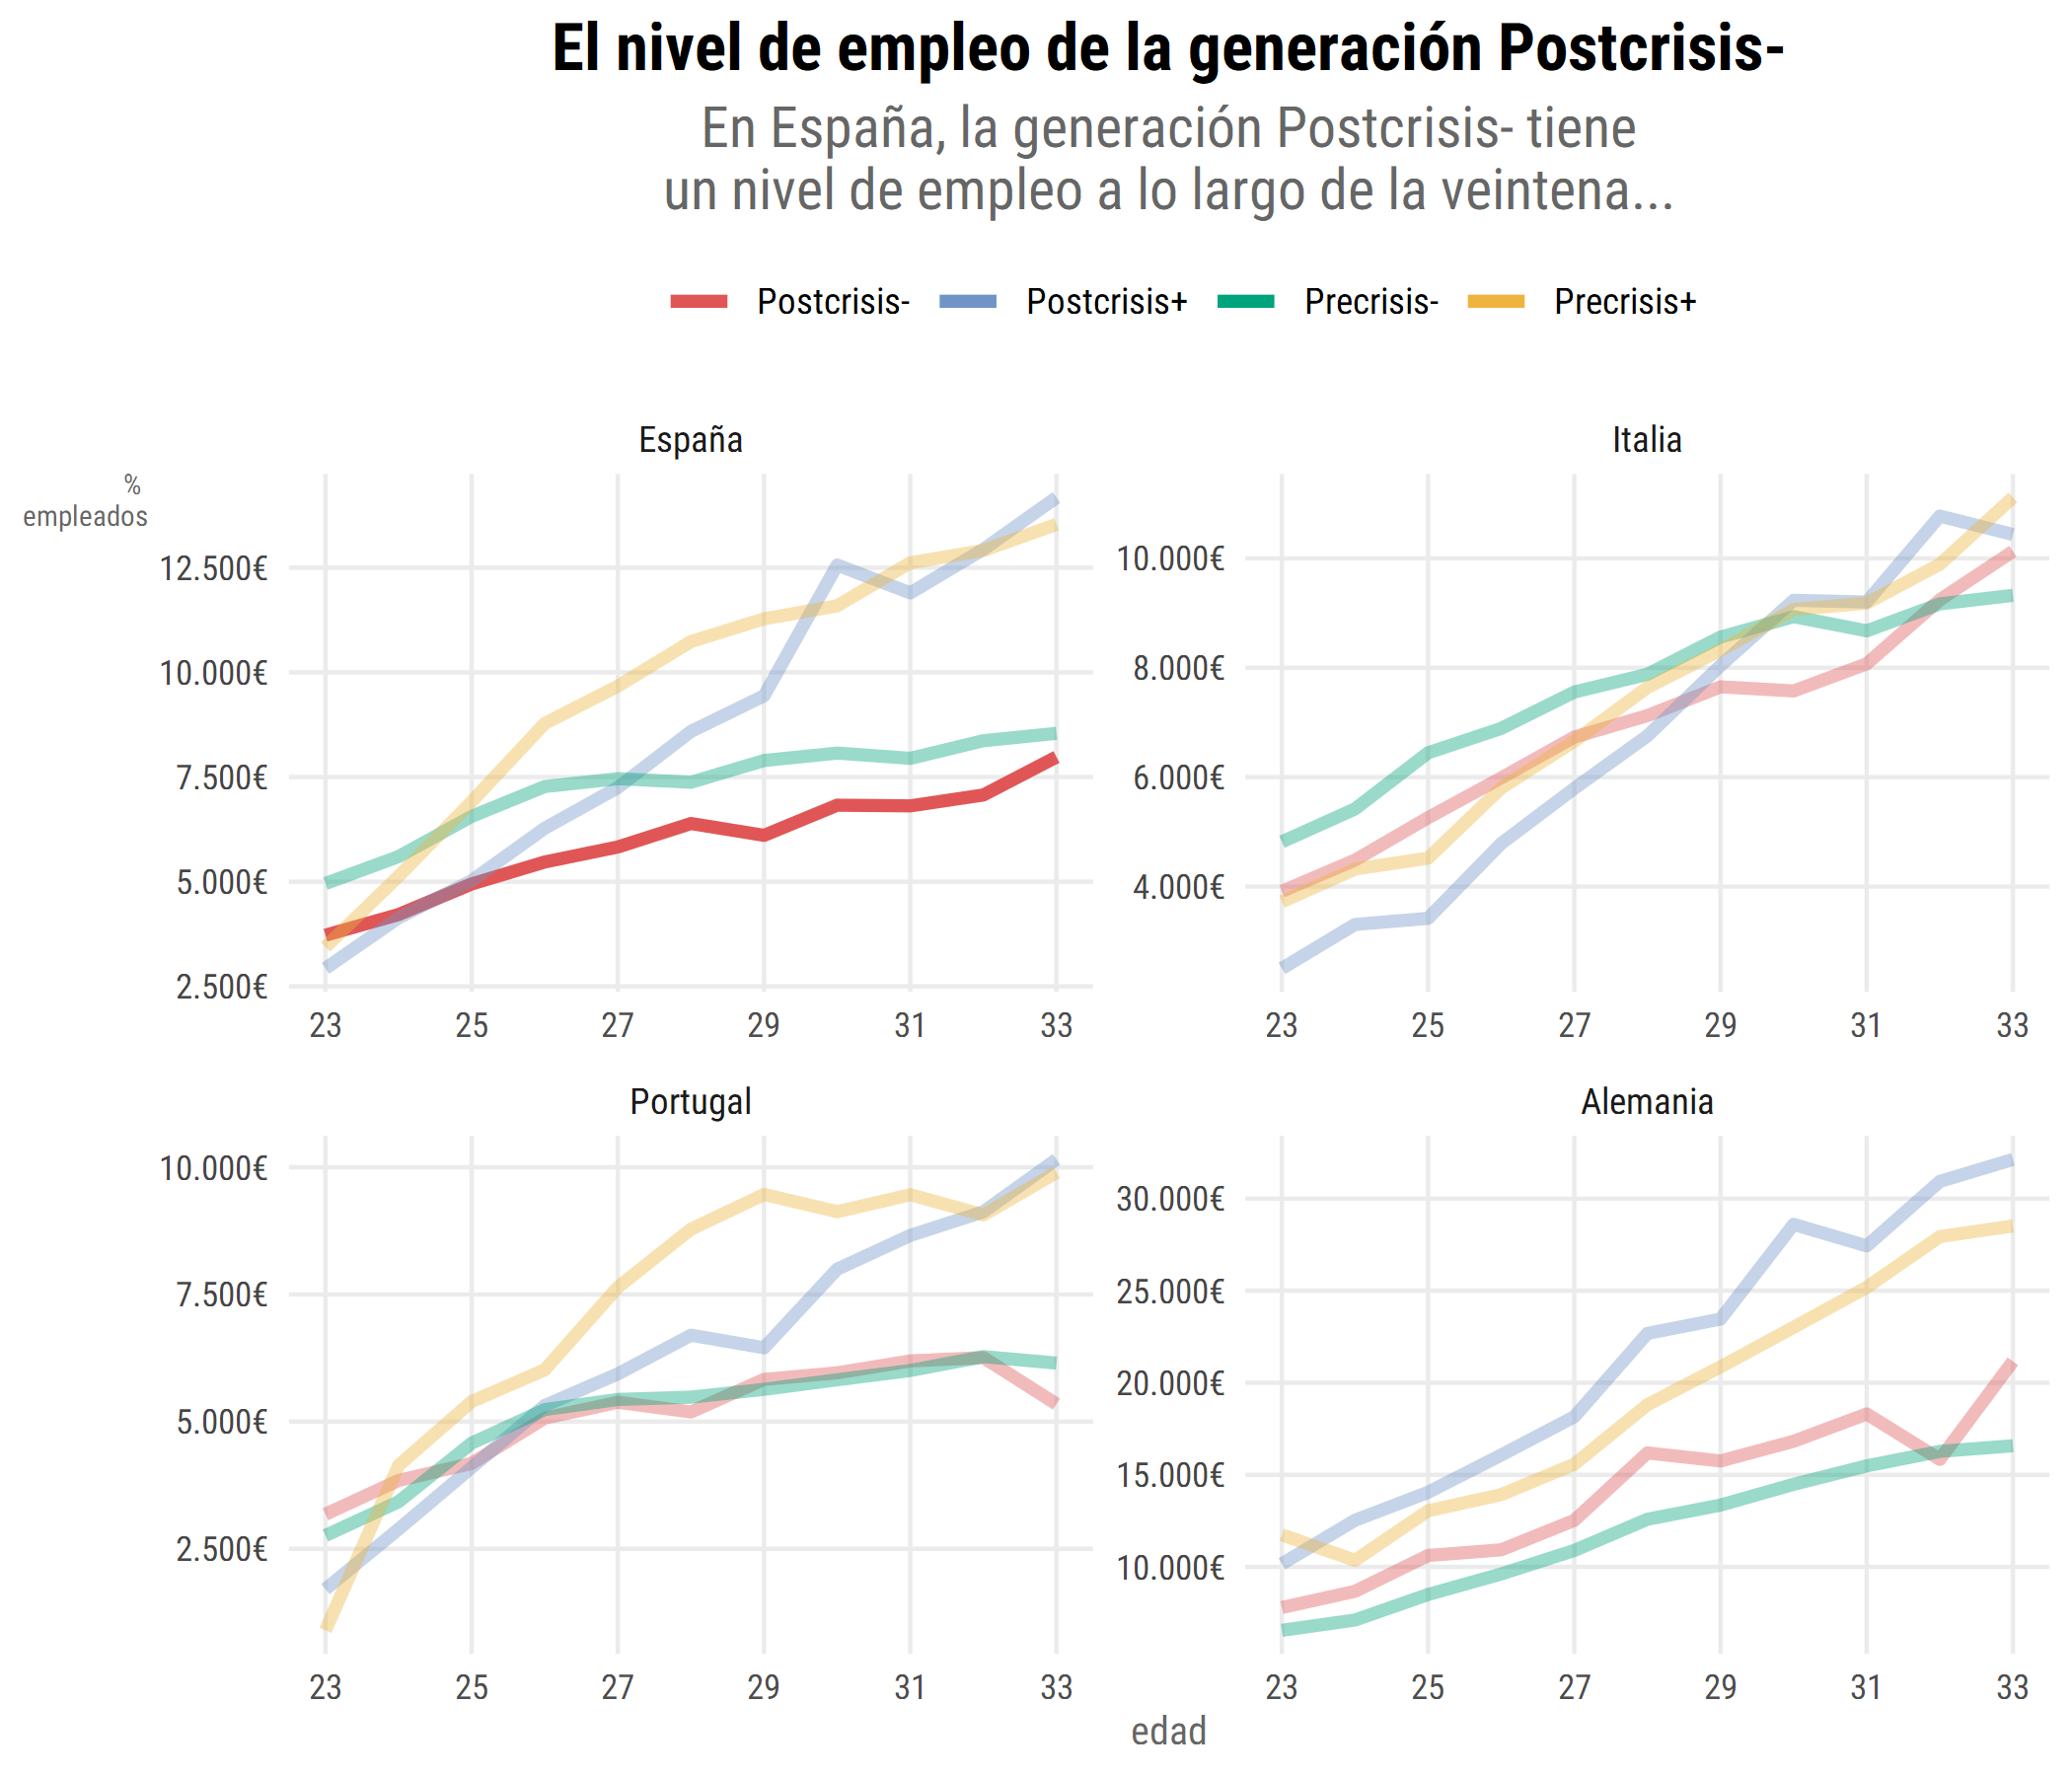 El nivel de empleo de la generación Postcrisis-
En España, la generación Postcrisis- tiene
un nivel de empleo a lo largo de la veintena...
Postcrisis- Postcrisis+ Precrisis- Precrisis+
España
%
empleados
12.500€
10.000€
7.500€
5.000€
2.500€
23 25 27 29 31 33
Italia
10.000€
8.000€
6.000€
4.000€
23 25 27 29 31 33
Portugal
10.000€
7.500€
5.000€
2.500€
23 25 27 29 31 33
Alemania
30.000€
25.000€
20.000€
15.000€
10.000€
23 25 27 29 31 33
edad